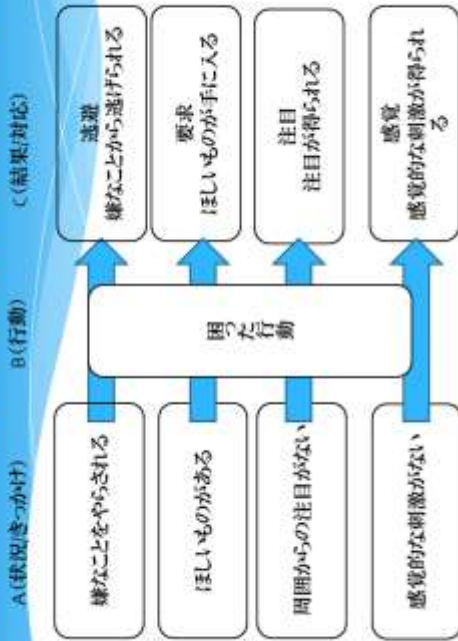 A(状況/きっかけ)
B(行動)
C(結果/対応)
嫌なことをやらされる
ほしいものがある
周囲からの注目がない
感覚的な刺激がない
困った行動
逃避
嫌なことから逃げられる
要求
ほしいものが手に入る
注目
注目が得られる
感覚
感覚的な刺激が得られ
る